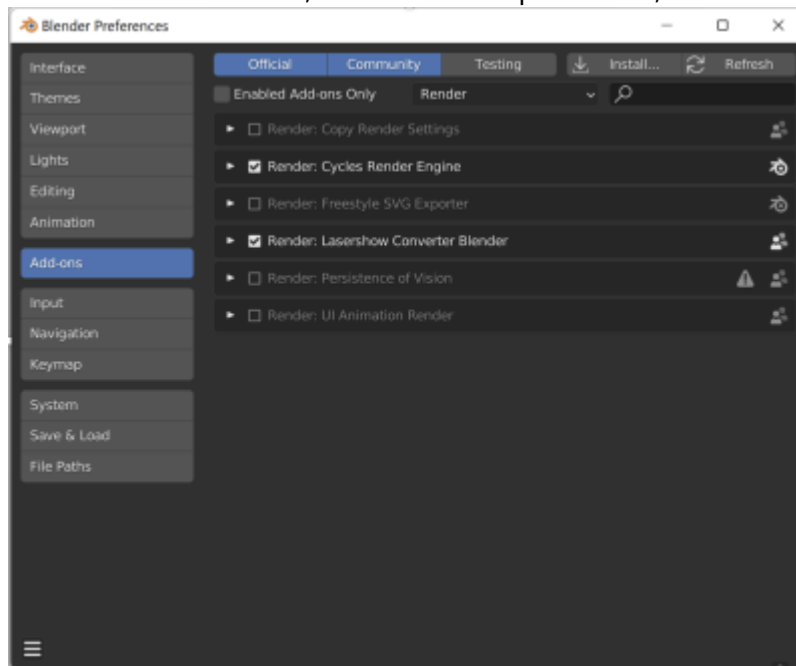 Blender Preferences
Interface
Themes
Viewport
Lights
Editing
Animation
Add-ons
Input
Navigation
Keymap
System
Save & Load
File Paths
Official Community Testing Install... Refresh
Enabled Add-ons Only Render
Render: Copy Render Settings
Render: Cycles Render Engine
Render: Freestyle SVG Exporter
Render: Lasershow Converter Blender
Render: Persistence of Vision
Render: UI Animation Render